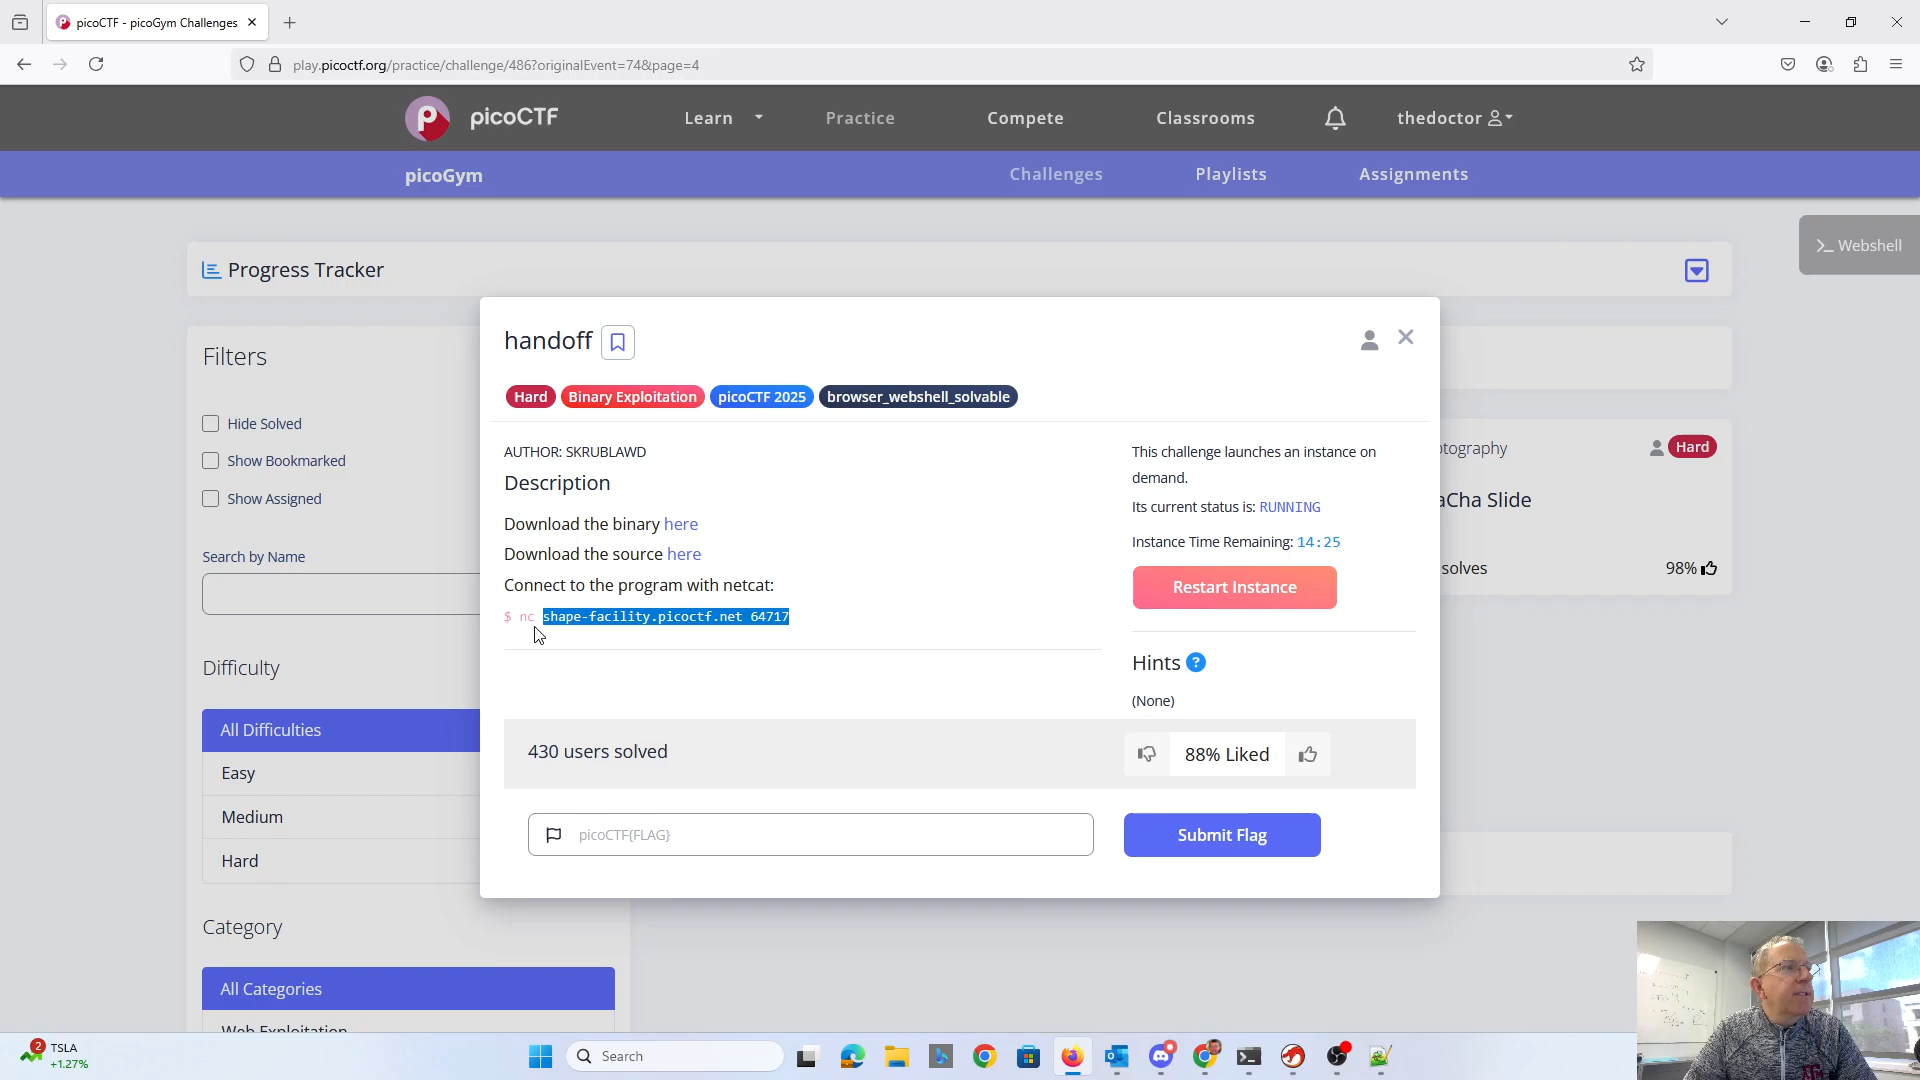 picoCTF - picoGym Challenges
play.picoctf.org/practice/challenge/486?originalEvent=74&page=4
picoCTF
Learn
Practice
Compete
Classrooms
thedoctor
picoGym
Challenges
Playlists
Assignments
>_ Webshell
Progress Tracker
Filters
Hide Solved
Show Bookmarked
Show Assigned
Search by Name
Difficulty
All Difficulties
Easy
Medium
Hard
Category
All Categories
Web Exploitation
handoff
Hard
Binary Exploitation
picoCTF 2025
browser_webshell_solvable
AUTHOR: SKRUBLAWD
Description
Download the binary here
Download the source here
Connect to the program with netcat:
$ nc shape-facility.picoctf.net 64717
This challenge launches an instance on
demand.
Its current status is: RUNNING
Instance Time Remaining: 14:25
Restart Instance
Hints ?
(None)
430 users solved
88% Liked
picoCTF{FLAG}
Submit Flag
Hard
aCha Slide
solves
98%
2
TSLA
+1.27%
Search